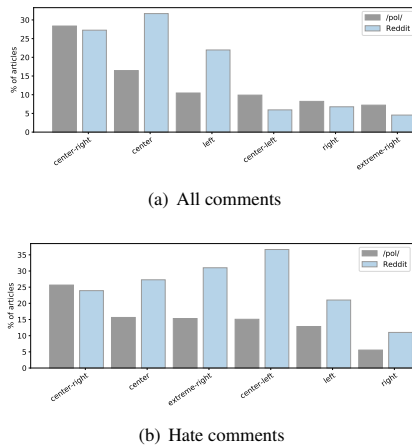 /pol/
Reddit
% of articles
30
25
20
15
10
5
0
center-right
center
left
center-left
right
extreme-right
(a) All comments
/pol/
Reddit
% of articles
35
30
25
20
15
10
5
0
center-right
center
extreme-right
center-left
left
right
(b) Hate comments